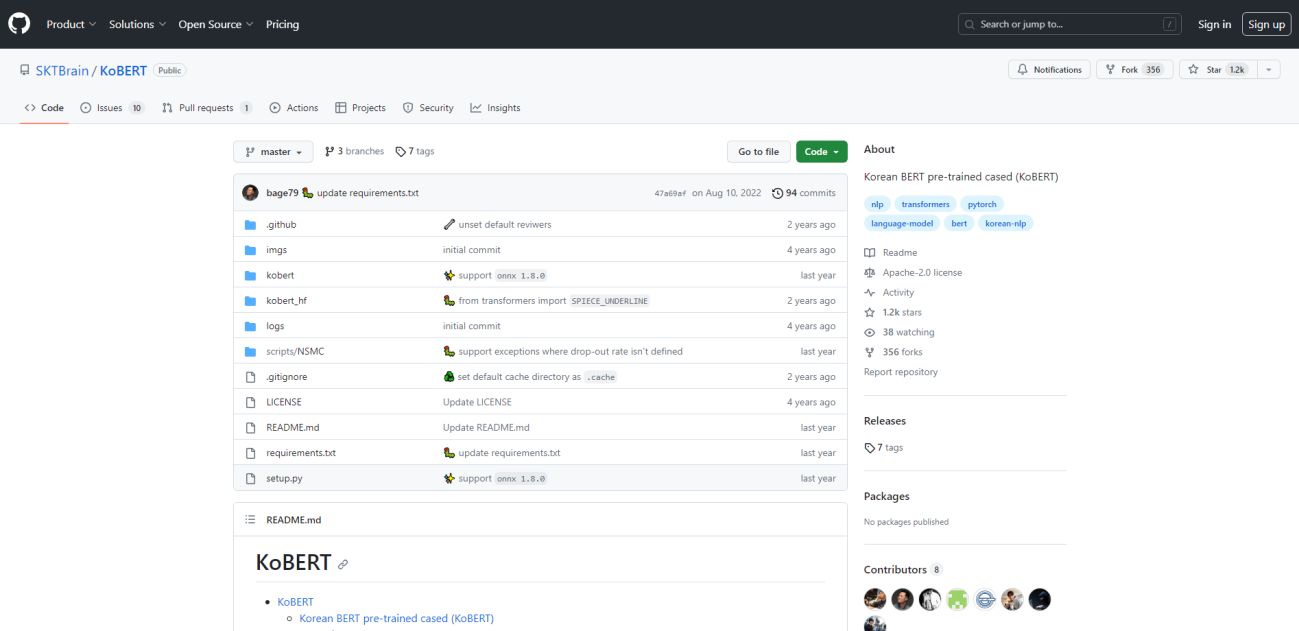 Product Solutions Open Source Pricing Search or jump to... / Sign in Sign up
SKTBrain / KoBERT Public Notifications Fork 356 Star 1.2k
Code Issues 10 Pull requests 1 Actions Projects Security Insights
master 3 branches 7 tags Go to file Code
bage79 update requirements.txt 47a69af on Aug 10, 2022 94 commits
.github unset default reviwers 2 years ago
imgs initial commit 4 years ago
kobert support onnx 1.8.0 last year
kobert_hf from transformers import SPIECE_UNDERLINE 2 years ago
logs initial commit 4 years ago
scripts/NSMC support exceptions where drop-out rate isn't defined last year
.gitignore set default cache directory as .cache 2 years ago
LICENSE Update LICENSE 4 years ago
README.md Update README.md last year
requirements.txt update requirements.txt last year
setup.py support onnx 1.8.0 last year
README.md
KoBERT
KoBERT
Korean BERT pre-trained cased (KoBERT)
About
Korean BERT pre-trained cased (KoBERT)
nlp transformers pytorch
language-model bert korean-nlp
Readme
Apache-2.0 license
Activity
1.2k stars
38 watching
356 forks
Report repository
Releases
7 tags
Packages
No packages published
Contributors 8